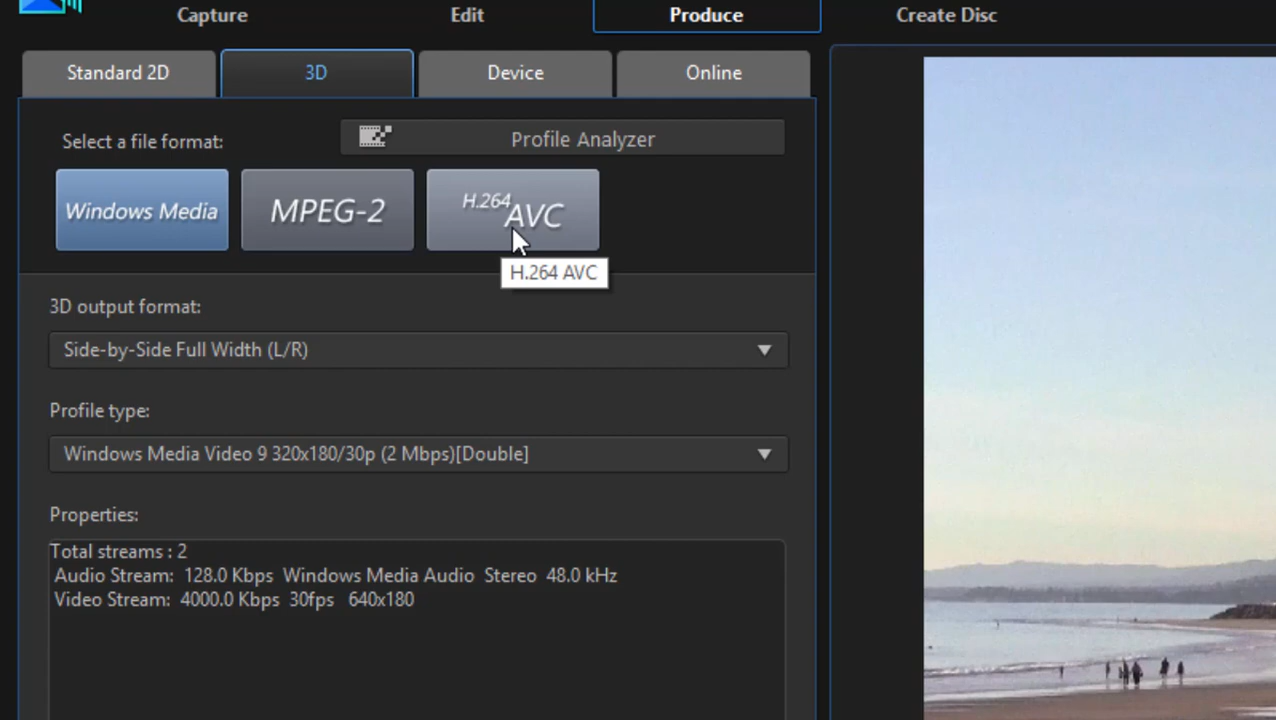 Capture Edit Produce Create Disc
Standard 2D 3D Device Online
Select a file format: Profile Analyzer
Windows Media MPEG-2 H.264 AVC
H.264 AVC
3D output format:
Side-by-Side Full Width (L/R)
Profile type:
Windows Media Video 9 320x180/30p (2 Mbps)[Double]
Properties:
Total streams : 2
Audio Stream: 128.0 Kbps Windows Media Audio Stereo 48.0 kHz
Video Stream: 4000.0 Kbps 30fps 640x180